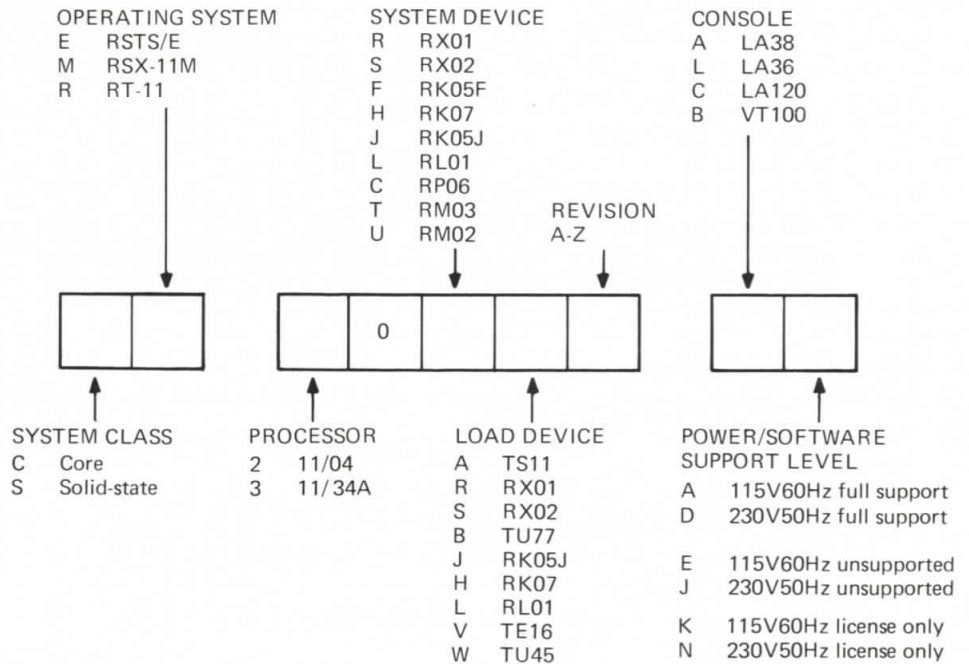 OPERATING SYSTEM
E RSTS/E
M RSX-11M
R RT-11
SYSTEM DEVICE
R RX01
S RX02
F RK05F
H RK07
J RK05J
L RL01
C RP06
T RM03
U RM02
REVISION
A-Z
CONSOLE
A LA38
L LA36
C LA120
B VT100
0
SYSTEM CLASS
C Core
S Solid-state
PROCESSOR
2 11/04
3 11/34A
LOAD DEVICE
A TS11
R RX01
S RX02
B TU77
J RK05J
H RK07
L RL01
V TE16
W TU45
POWER/SOFTWARE
SUPPORT LEVEL
A 115V60Hz full support
D 230V50Hz full support
E 115V60Hz unsupported
J 230V50Hz unsupported
K 115V60Hz license only
N 230V50Hz license only